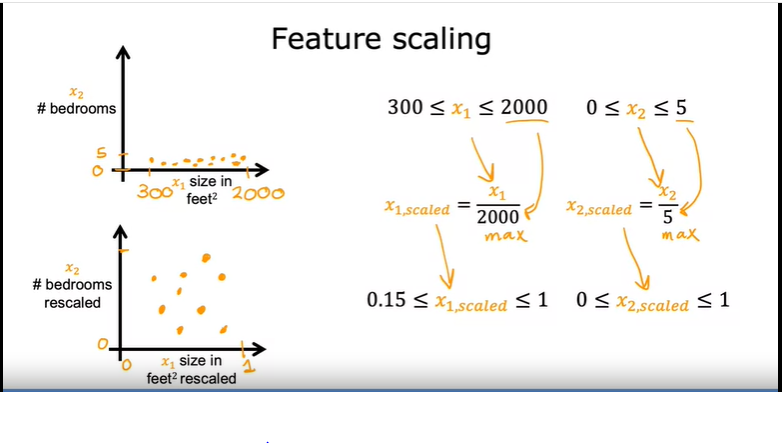 Feature scaling
x₂
# bedrooms
5
0
300
x₁ size in
feet²
2000
300 ≤ x₁ ≤ 2000
0 ≤ x₂ ≤ 5
x₁,scaled = x₁/2000
max
x₂,scaled = x₂/5
max
0.15 ≤ x₁,scaled ≤ 1
0 ≤ x₂,scaled ≤ 1
x₂
# bedrooms
rescaled
0
0
x₁ size in
feet² rescaled
1